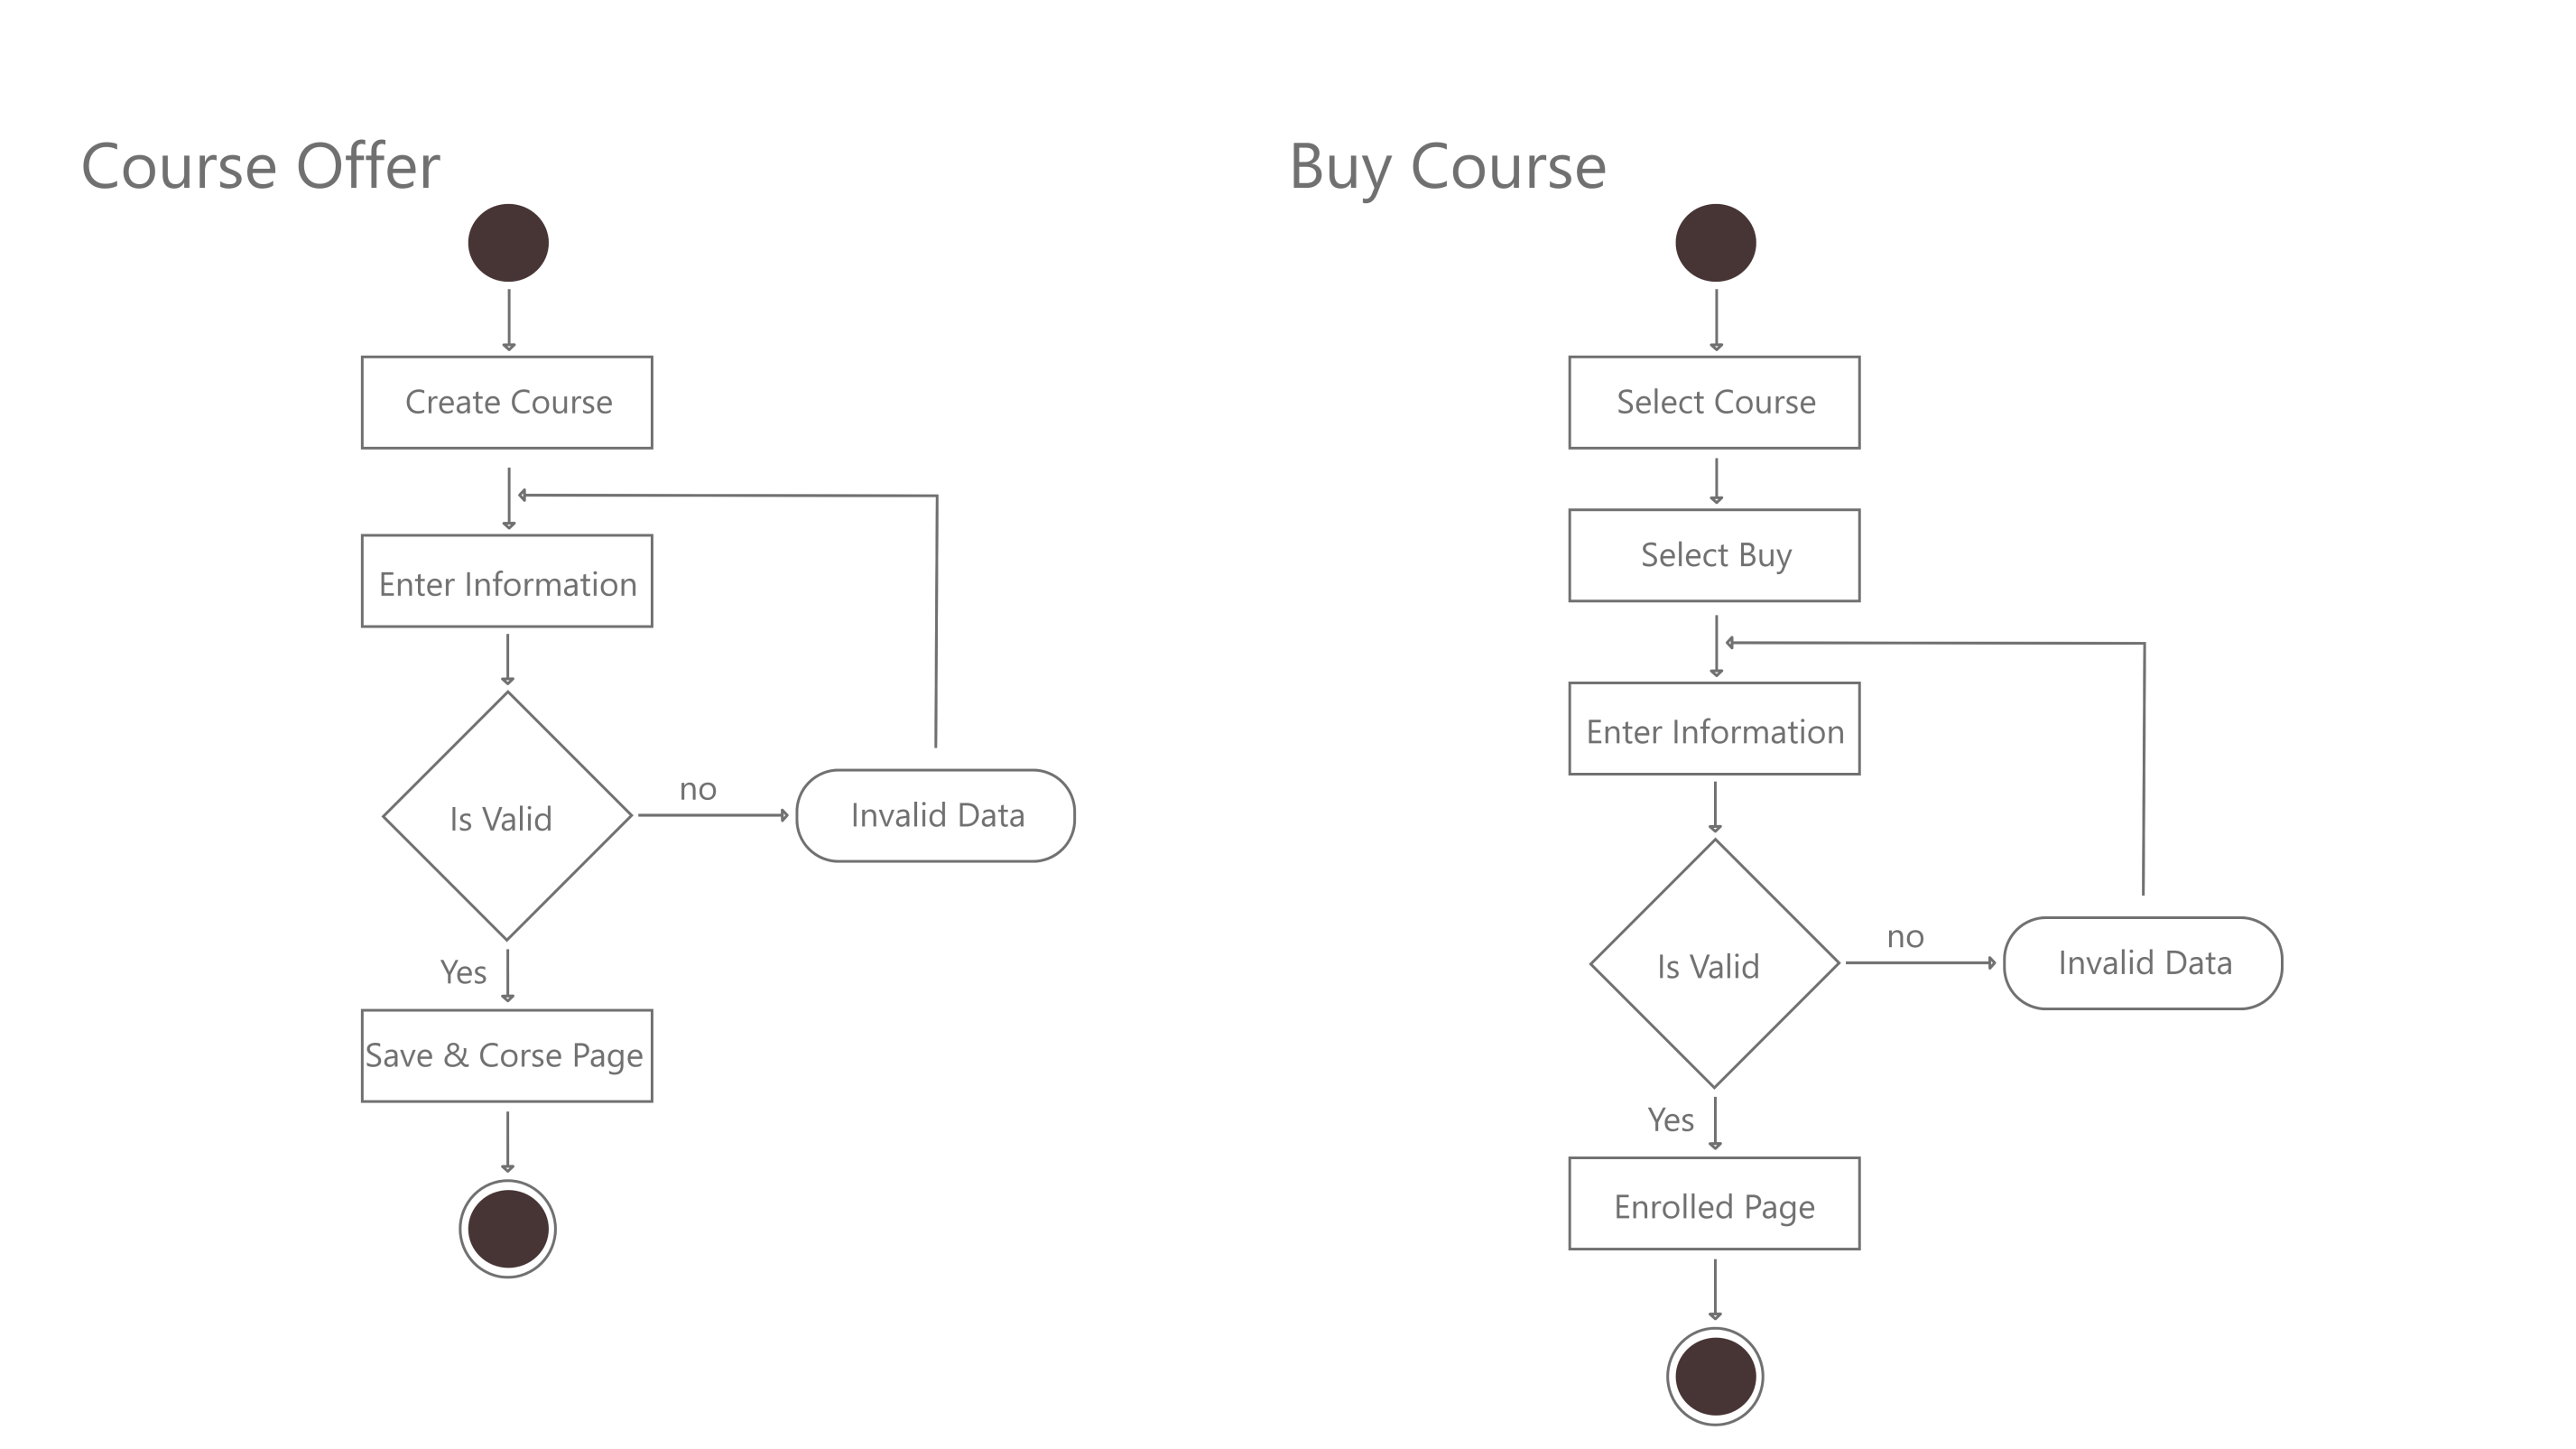 Course Offer
Create Course
Enter Information
Is Valid
no
Invalid Data
Yes
Save & Corse Page
Buy Course
Select Course
Select Buy
Enter Information
Is Valid
no
Invalid Data
Yes
Enrolled Page